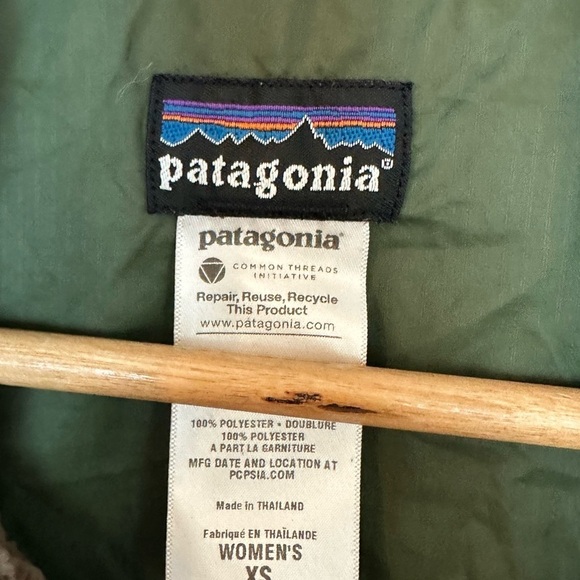 patagonia®
patagonia®
COMMON THREADS
INITIATIVE
Repair, Reuse, Recycle
This Product
www.patagonia.com
100% POLYESTER • DOUBLURE
100% POLYESTER
A PART LA GARNITURE
MFG DATE AND LOCATION AT
PCPSIA.COM
Made in THAILAND
Fabriqué EN THAÏLANDE
WOMEN'S
XS